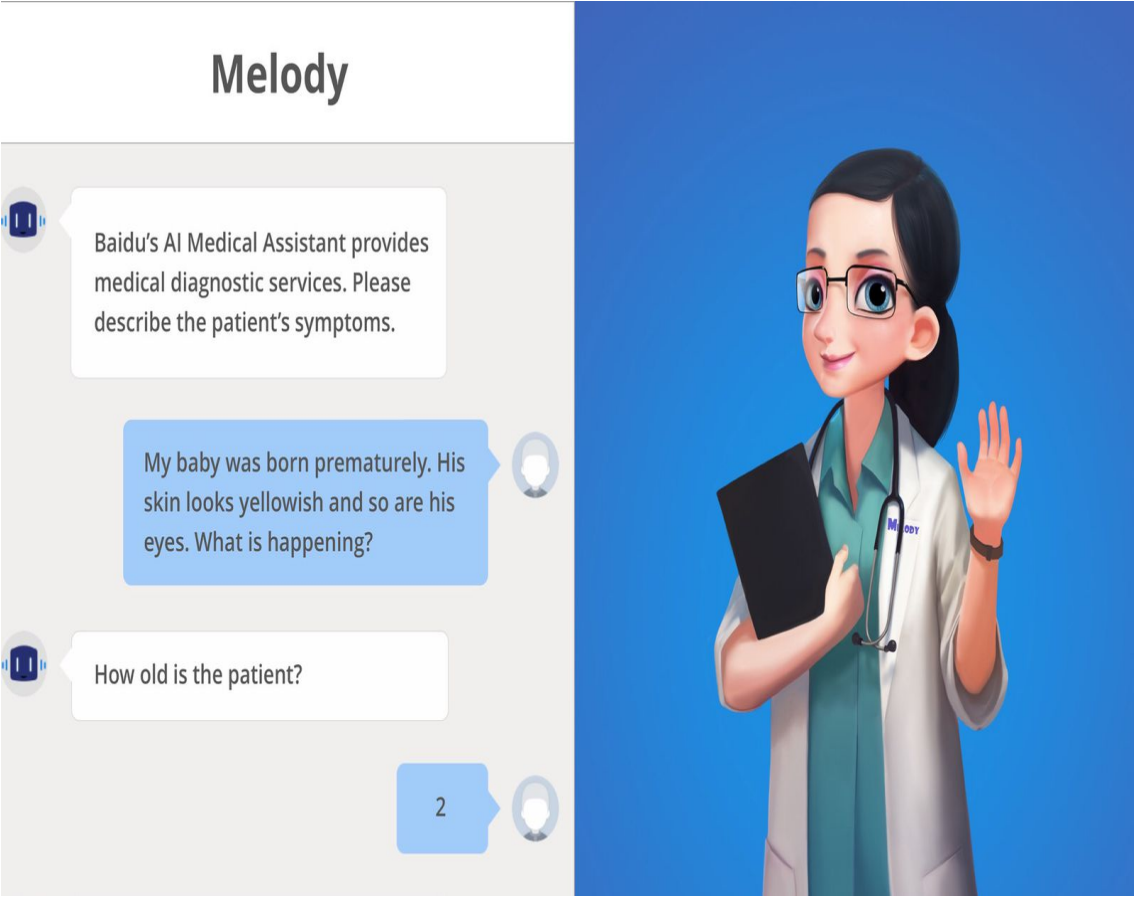 Melody
Baidu’s AI Medical Assistant provides
medical diagnostic services. Please
describe the patient’s symptoms.
My baby was born prematurely. His
skin looks yellowish and so are his
eyes. What is happening?
How old is the patient?
2
MELODY